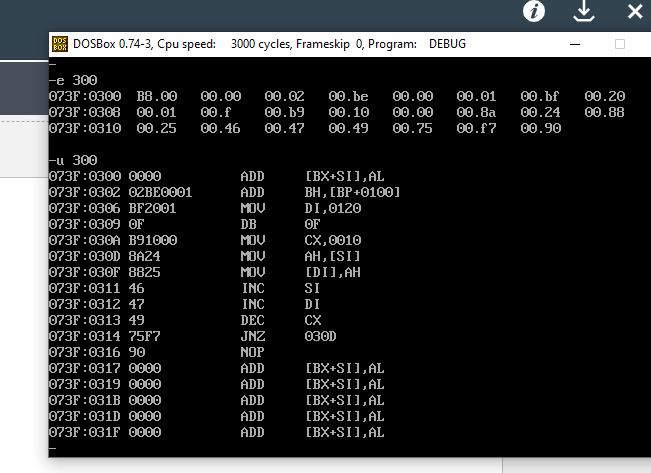 DOSBox 0.74-3, Cpu speed: 3000 cycles, Frameskip 0, Program: DEBUG
-
-e 300
073F:0300 B8.00 00.00 00.02 00.be 00.00 00.01 00.bf 00.20
073F:0308 00.01 00.f 00.b9 00.10 00.00 00.8a 00.24 00.88
073F:0310 00.25 00.46 00.47 00.49 00.75 00.f7 00.90
-u 300
073F:0300 0000 ADD [BX+SI],AL
073F:0302 02BE0001 ADD BH,[BP+0100]
073F:0306 BF2001 MOV DI,0120
073F:0309 0F DB 0F
073F:030A B91000 MOV CX,0010
073F:030D 8A24 MOV AH,[SI]
073F:030F 8825 MOV [DI],AH
073F:0311 46 INC SI
073F:0312 47 INC DI
073F:0313 49 DEC CX
073F:0314 75F7 JNZ 030D
073F:0316 90 NOP
073F:0317 0000 ADD [BX+SI],AL
073F:0319 0000 ADD [BX+SI],AL
073F:031B 0000 ADD [BX+SI],AL
073F:031D 0000 ADD [BX+SI],AL
073F:031F 0000 ADD [BX+SI],AL
-